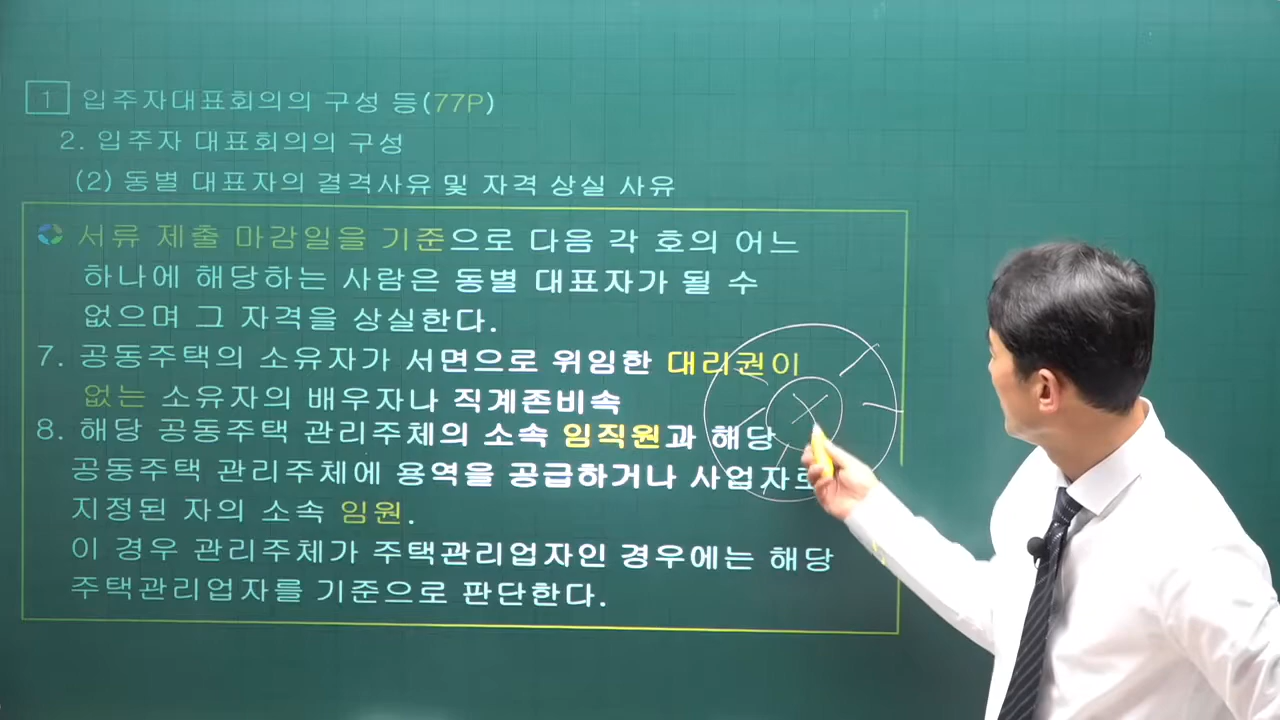 1 입주자대표회의의 구성 등(77P)
2. 입주자 대표회의의 구성
(2) 동별 대표자의 결격사유 및 자격 상실 사유
서류 제출 마감일을 기준으로 다음 각 호의 어느
하나에 해당하는 사람은 동별 대표자가 될 수
없으며 그 자격을 상실한다.
7. 공동주택의 소유자가 서면으로 위임한 대리권이
없는 소유자의 배우자나 직계존비속
8. 해당 공동주택 관리주체의 소속 임직원과 해당
공동주택 관리주체에 용역을 공급하거나 사업자로
지정된 자의 소속 임원.
이 경우 관리주체가 주택관리업자인 경우에는 해당
주택관리업자를 기준으로 판단한다.